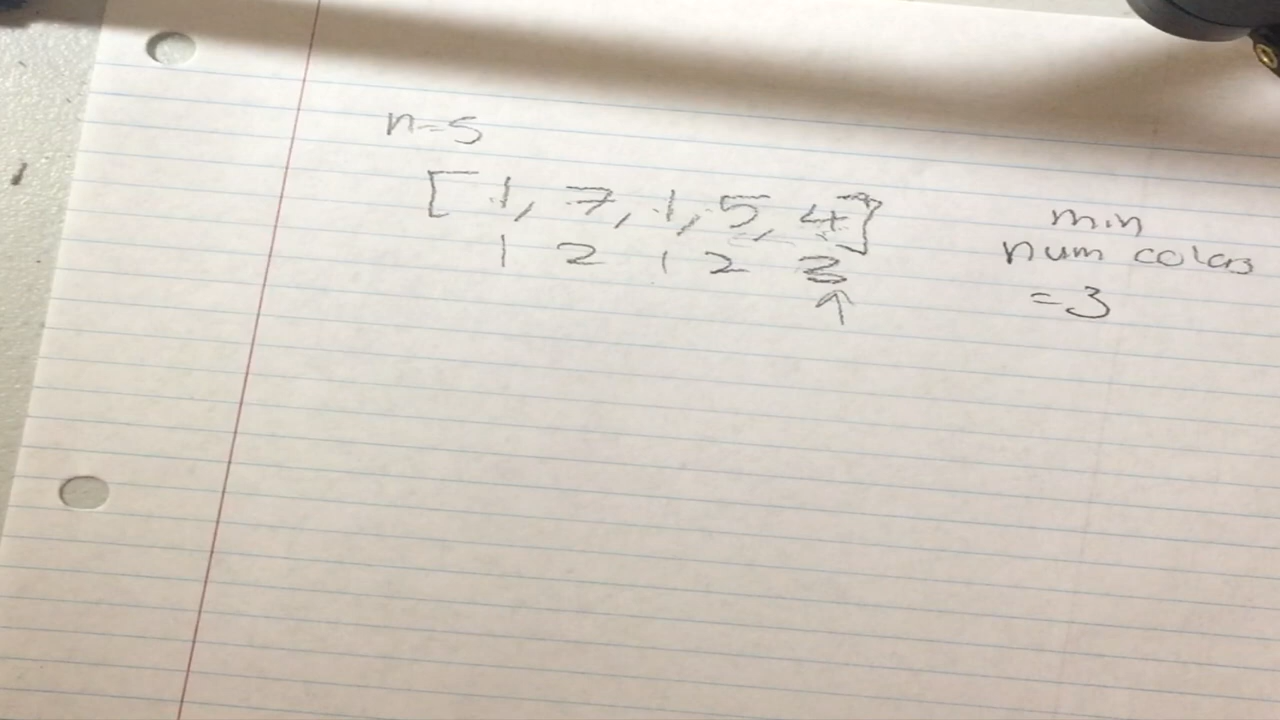 n=5
[1, 7, 1, 5, 4]
1 2 1 2 3
↑
min
num colors
=3